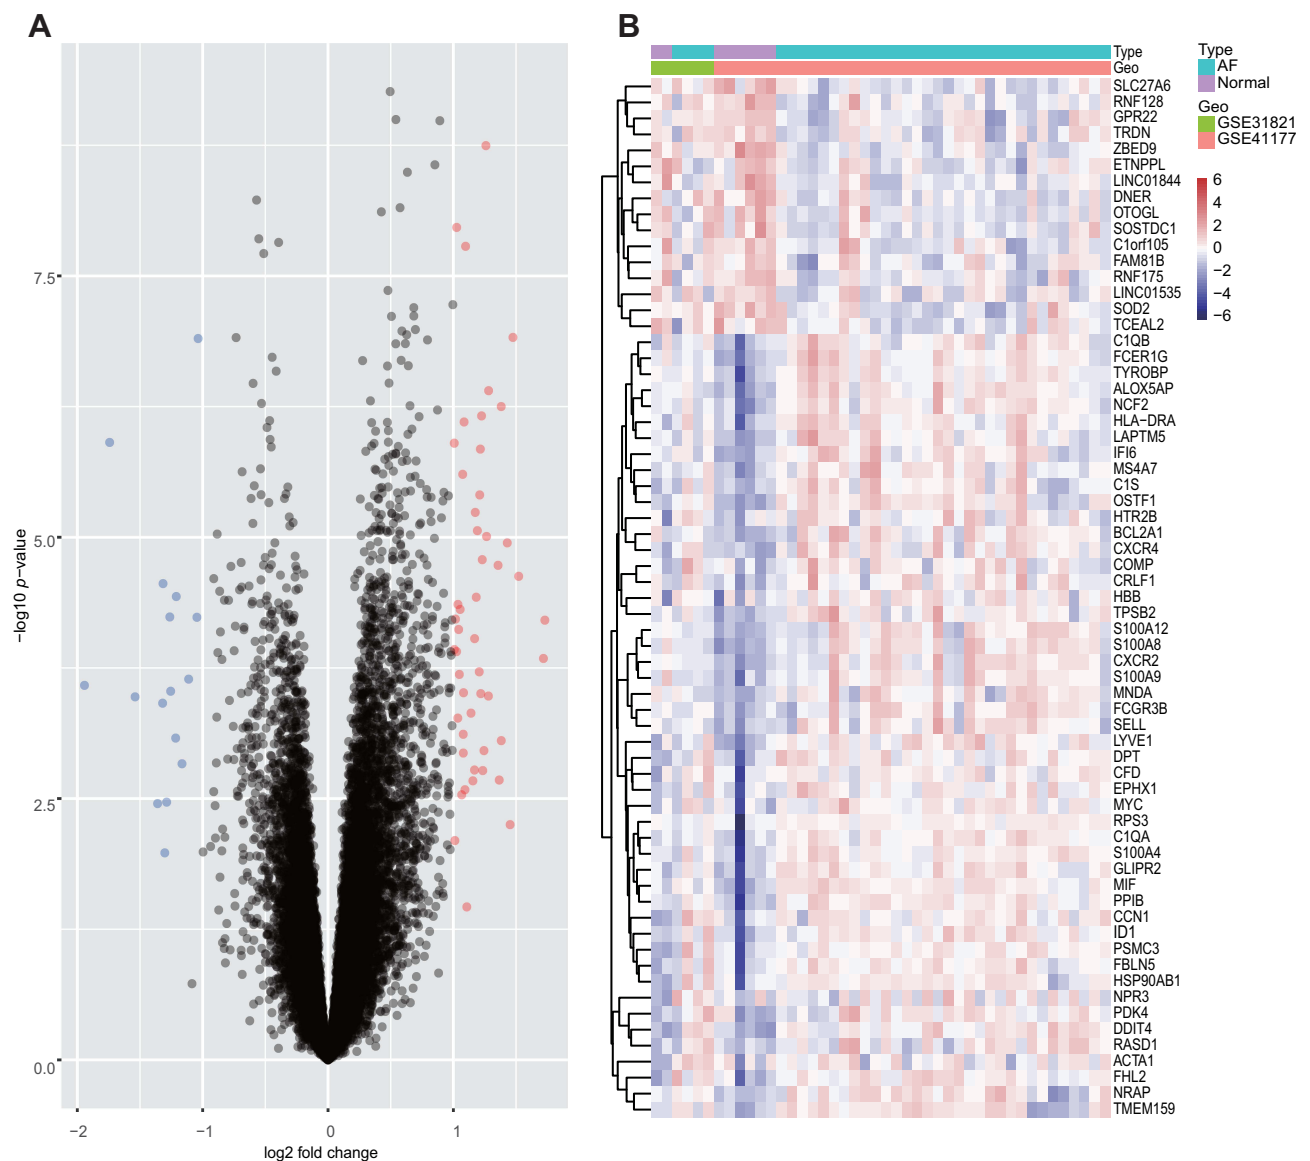 A
7.5
5.0
2.5
0.0
−log10 p−value
−2
−1
0
1
log2 fold change
B
Type
Geo
SLC27A6
RNF128
GPR22
TRDN
ZBED9
ETNPPL
LINC01844
DNER
OTOGL
SOSTDC1
C1orf105
FAM81B
RNF175
LINC01535
SOD2
TCEAL2
C1QB
FCER1G
TYROBP
ALOX5AP
NCF2
HLA−DRA
LAPTM5
IFI6
MS4A7
C1S
OSTF1
HTR2B
BCL2A1
CXCR4
COMP
CRLF1
HBB
TPSB2
S100A12
S100A8
CXCR2
S100A9
MNDA
FCGR3B
SELL
LYVE1
DPT
CFD
EPHX1
MYC
RPS3
C1QA
S100A4
GLIPR2
MIF
PPIB
CCN1
ID1
PSMC3
FBLN5
HSP90AB1
NPR3
PDK4
DDIT4
RASD1
ACTA1
FHL2
NRAP
TMEM159
Type
AF
Normal
Geo
GSE31821
GSE41177
6
4
2
0
−2
−4
−6